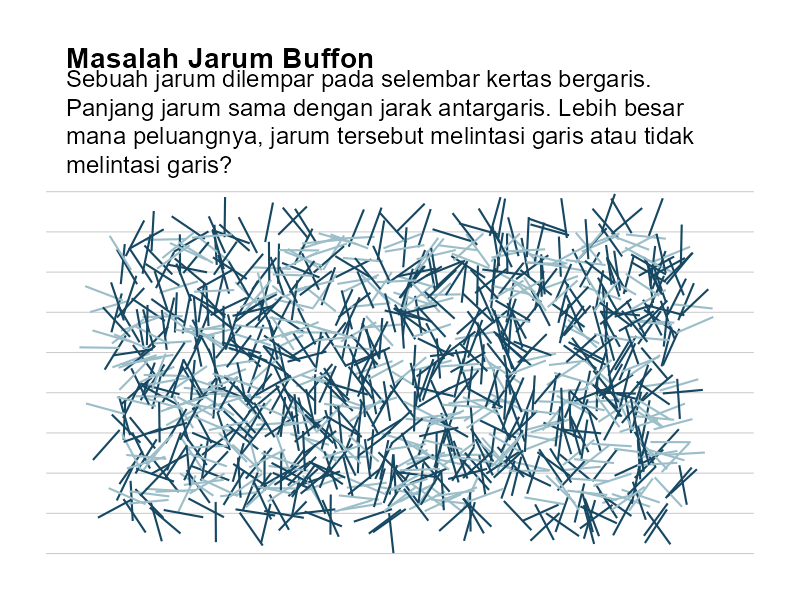 Masalah Jarum Buffon
Sebuah jarum dilempar pada selembar kertas bergaris.
Panjang jarum sama dengan jarak antargaris. Lebih besar
mana peluangnya, jarum tersebut melintasi garis atau tidak
melintasi garis?